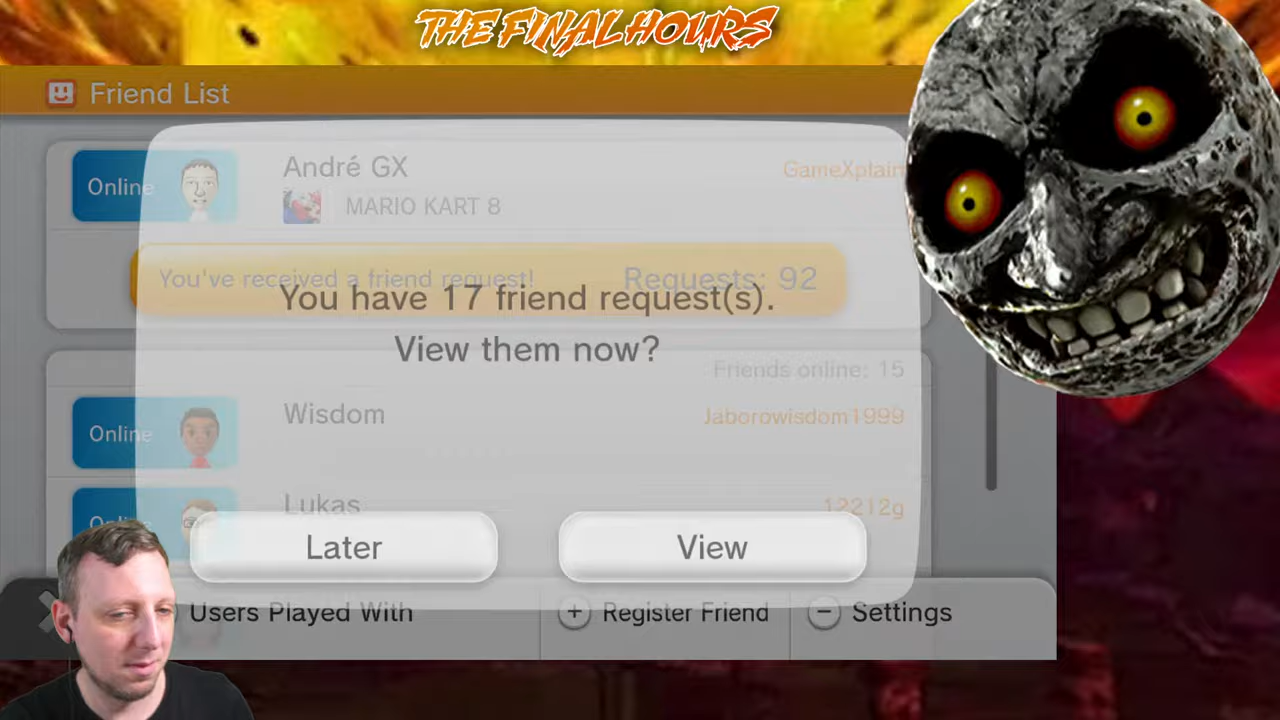 THE FINAL HOURS
Friend List
André GX
GameXplain
Online
MARIO KART 8
You've received a friend request!
Requests: 92
You have 17 friend request(s).
View them now?
Friends online: 15
Wisdom
Jaborowisdom1999
Online
Lukas
12212g
Online
Later
View
Users Played With
+ Register Friend
− Settings